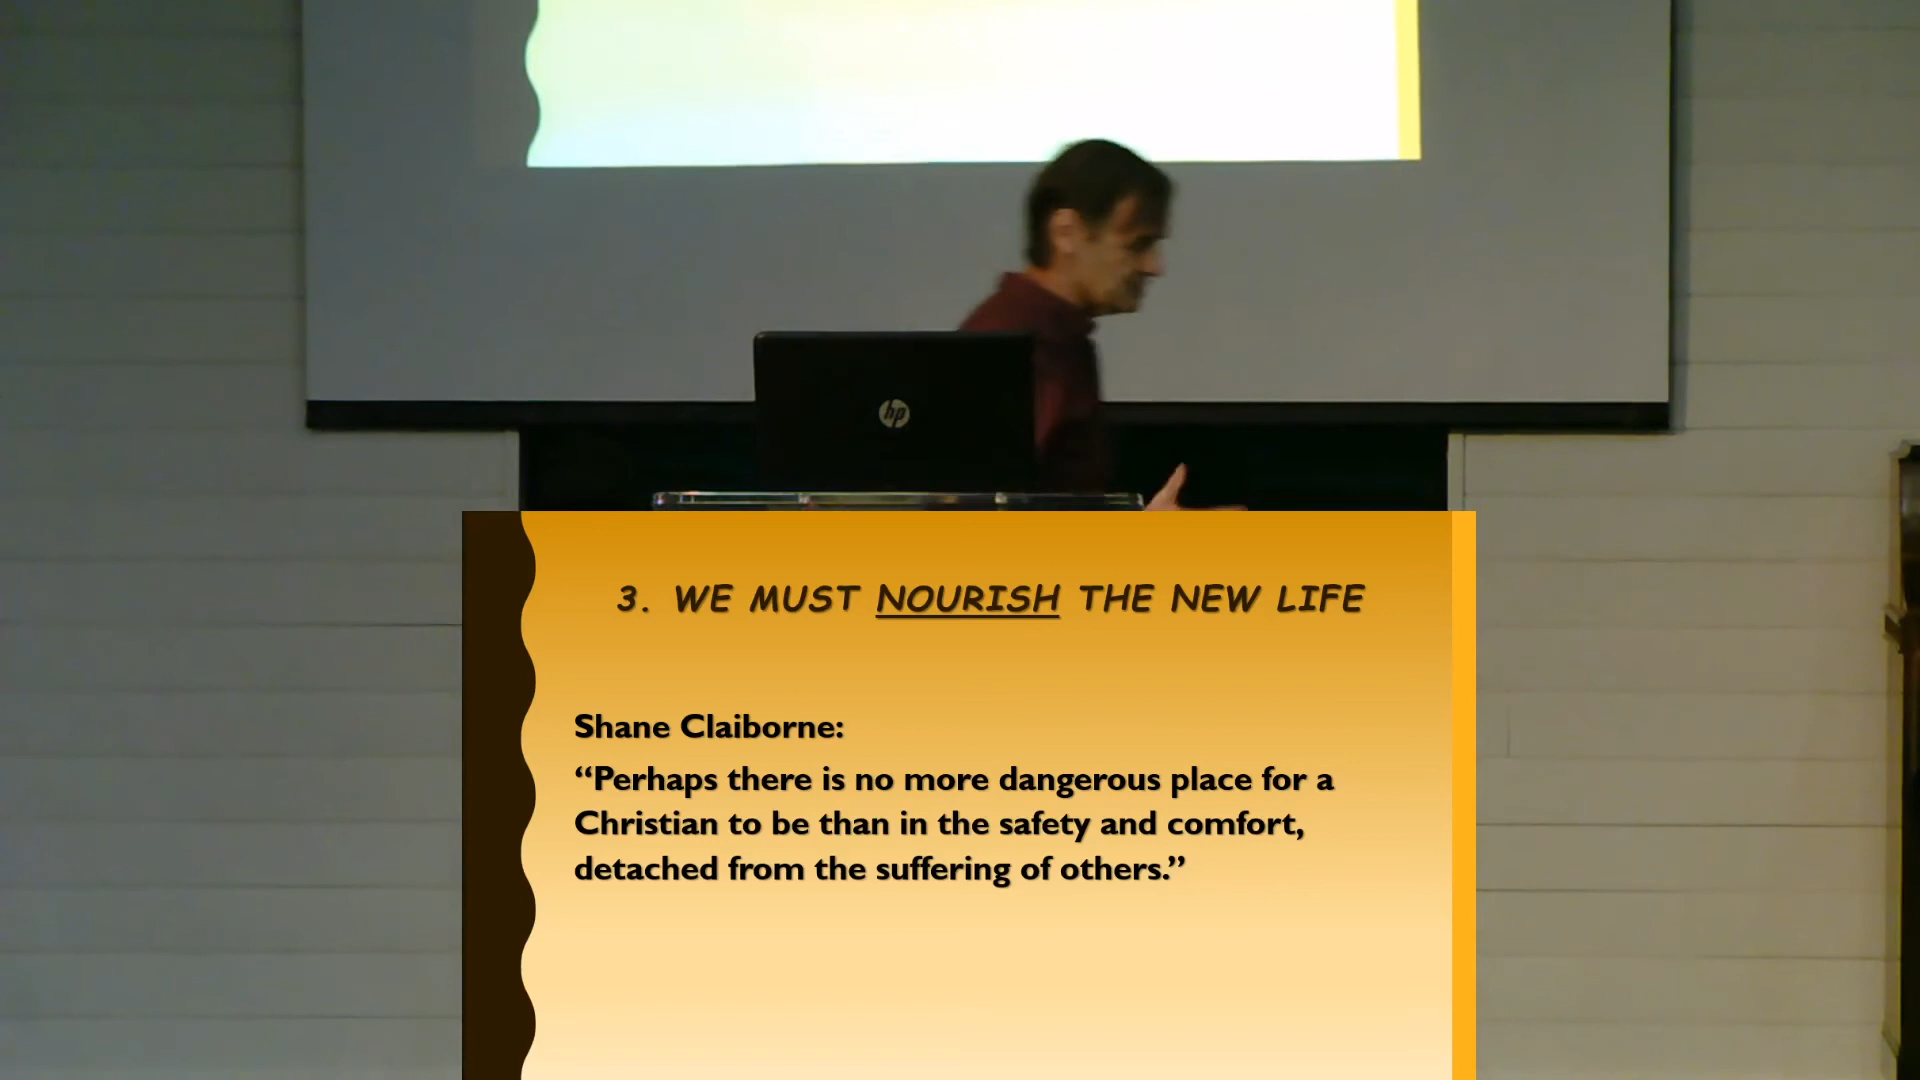 hp
3. WE MUST NOURISH THE NEW LIFE
Shane Claiborne:
“Perhaps there is no more dangerous place for a
Christian to be than in the safety and comfort,
detached from the suffering of others.”